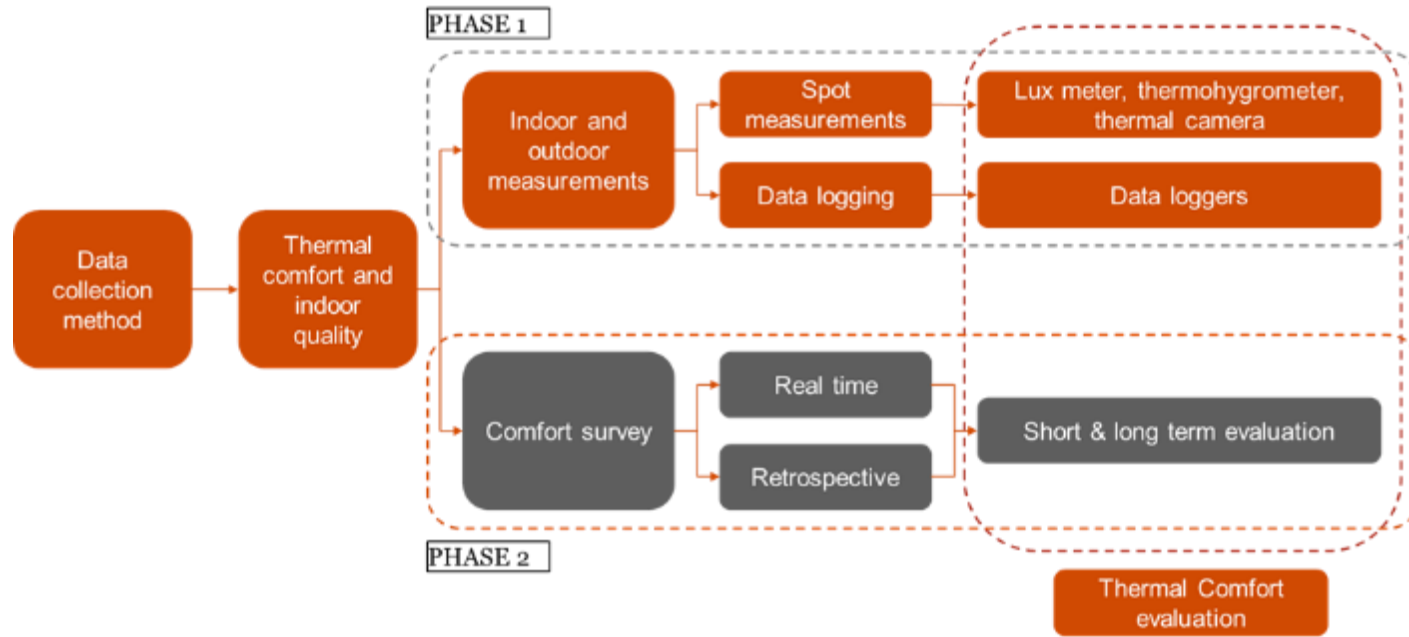 PHASE 1
Indoor and
outdoor
measurements
Spot
measurements
Lux meter, thermohygrometer,
thermal camera
Data logging
Data loggers
Data
collection
method
Thermal
comfort and
indoor
quality
Comfort survey
Real time
Retrospective
Short & long term evaluation
PHASE 2
Thermal Comfort
evaluation